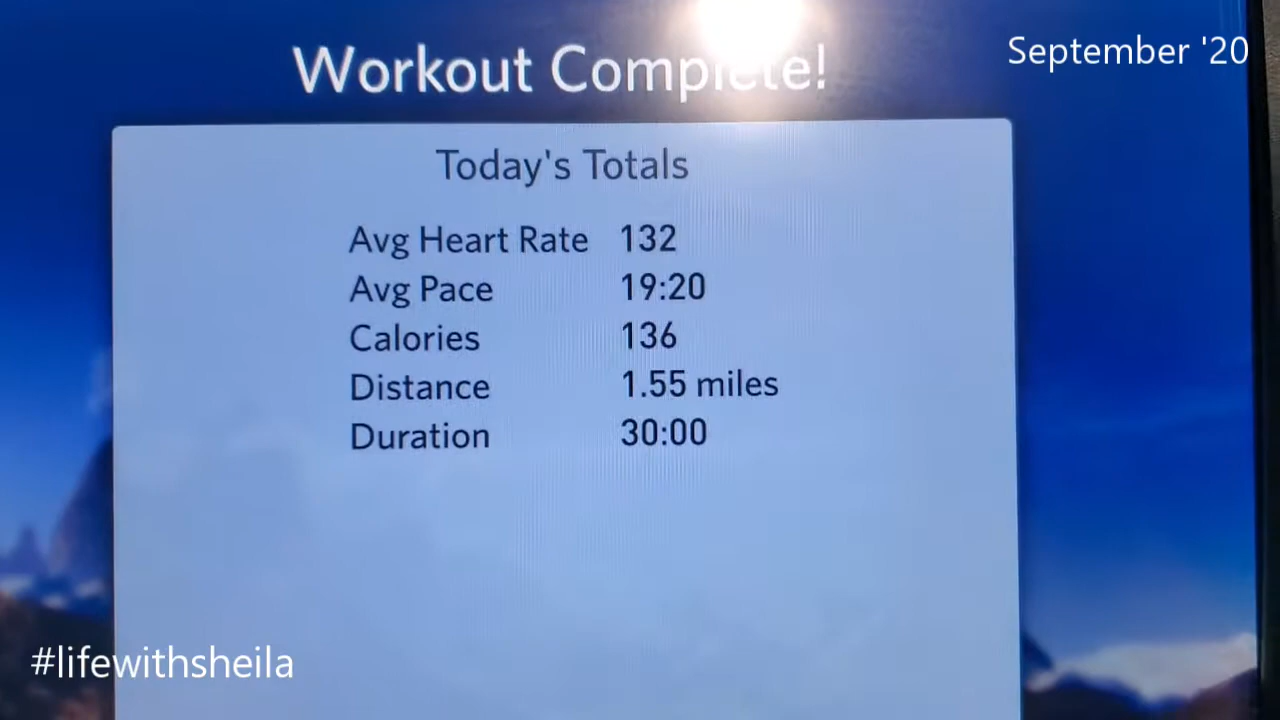 Workout Complete!
September '20
Today's Totals
Avg Heart Rate 132
Avg Pace 19:20
Calories 136
Distance 1.55 miles
Duration 30:00
#lifewithsheila